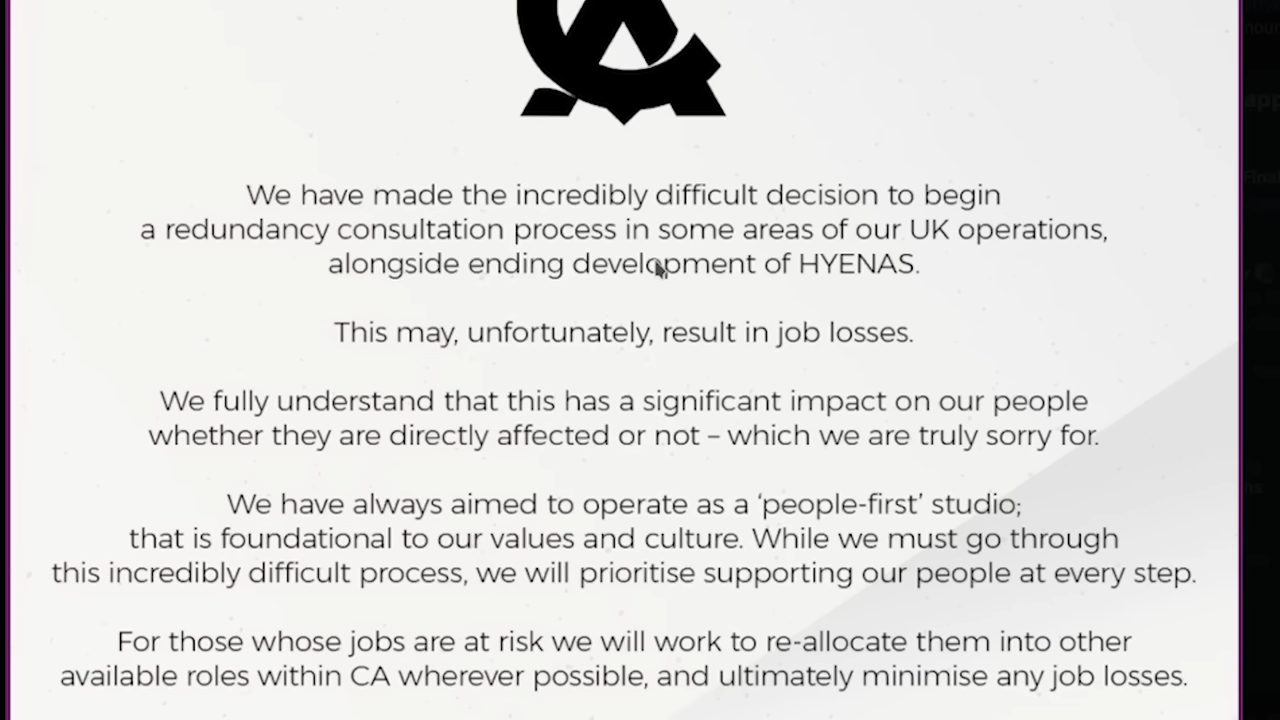 We have made the incredibly difficult decision to begin
a redundancy consultation process in some areas of our UK operations,
alongside ending development of HYENAS.
This may, unfortunately, result in job losses.
We fully understand that this has a significant impact on our people
whether they are directly affected or not – which we are truly sorry for.
We have always aimed to operate as a ‘people-first’ studio;
that is foundational to our values and culture. While we must go through
this incredibly difficult process, we will prioritise supporting our people at every step.
For those whose jobs are at risk we will work to re-allocate them into other
available roles within CA wherever possible, and ultimately minimise any job losses.